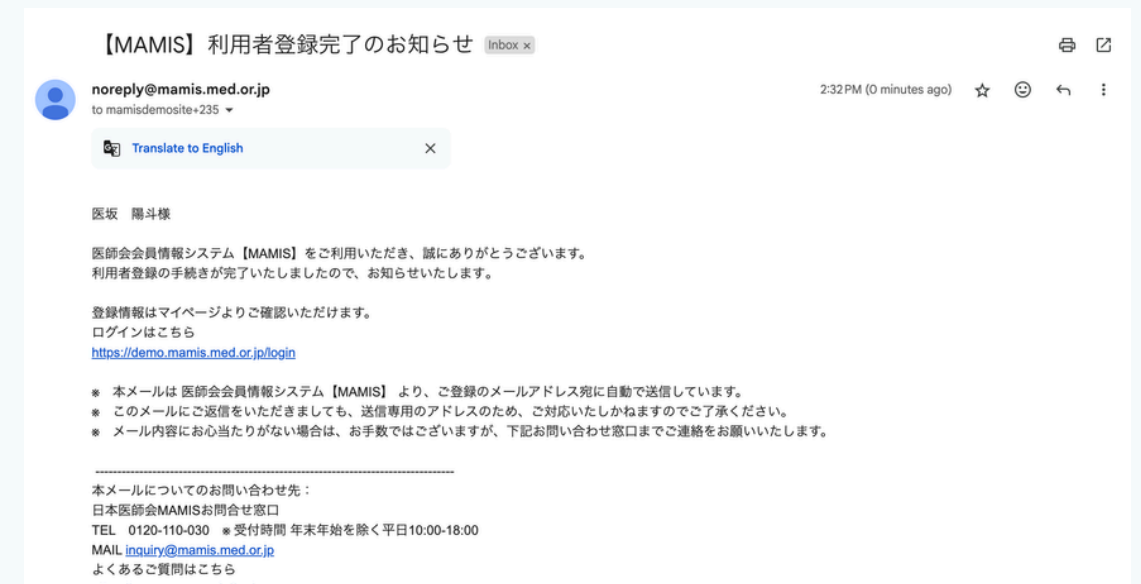 【MAMIS】利用者登録完了のお知らせ Inbox ×
noreply@mamis.med.or.jp 2:32 PM (0 minutes ago)
to mamisdemosite+235
Translate to English
医坂　陽斗様
医師会会員情報システム【MAMIS】をご利用いただき、誠にありがとうございます。
利用者登録の手続きが完了いたしましたので、お知らせいたします。
登録情報はマイページよりご確認いただけます。
ログインはこちら
https://demo.mamis.med.or.jp/login
※　本メールは 医師会会員情報システム【MAMIS】 より、ご登録のメールアドレス宛に自動で送信しています。
※　このメールにご返信をいただきましても、送信専用のアドレスのため、ご対応いたしかねますのでご了承ください。
※　メール内容にお心当たりがない場合は、お手数ではございますが、下記お問い合わせ窓口までご連絡をお願いいたします。
------------------------------------------------------------------------------------
本メールについてのお問い合わせ先：
日本医師会MAMISお問合せ窓口
TEL　0120-110-030　※受付時間 年末年始を除く平日10:00-18:00
MAIL inquiry@mamis.med.or.jp
よくあるご質問はこちら